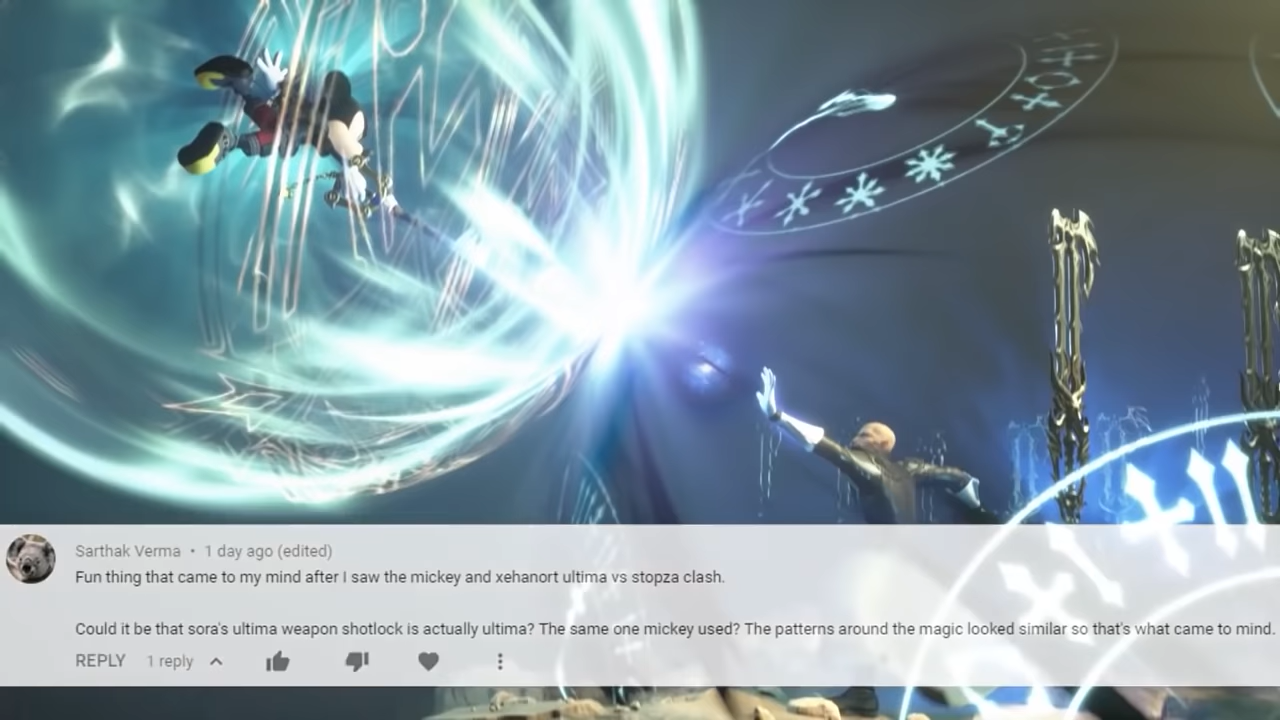 Sarthak Verma • 1 day ago (edited)
Fun thing that came to my mind after I saw the mickey and xehanort ultima vs stopza clash.
Could it be that sora's ultima weapon shotlock is actually ultima? The same one mickey used? The patterns around the magic looked similar so that's what came to mind.
REPLY 1 reply